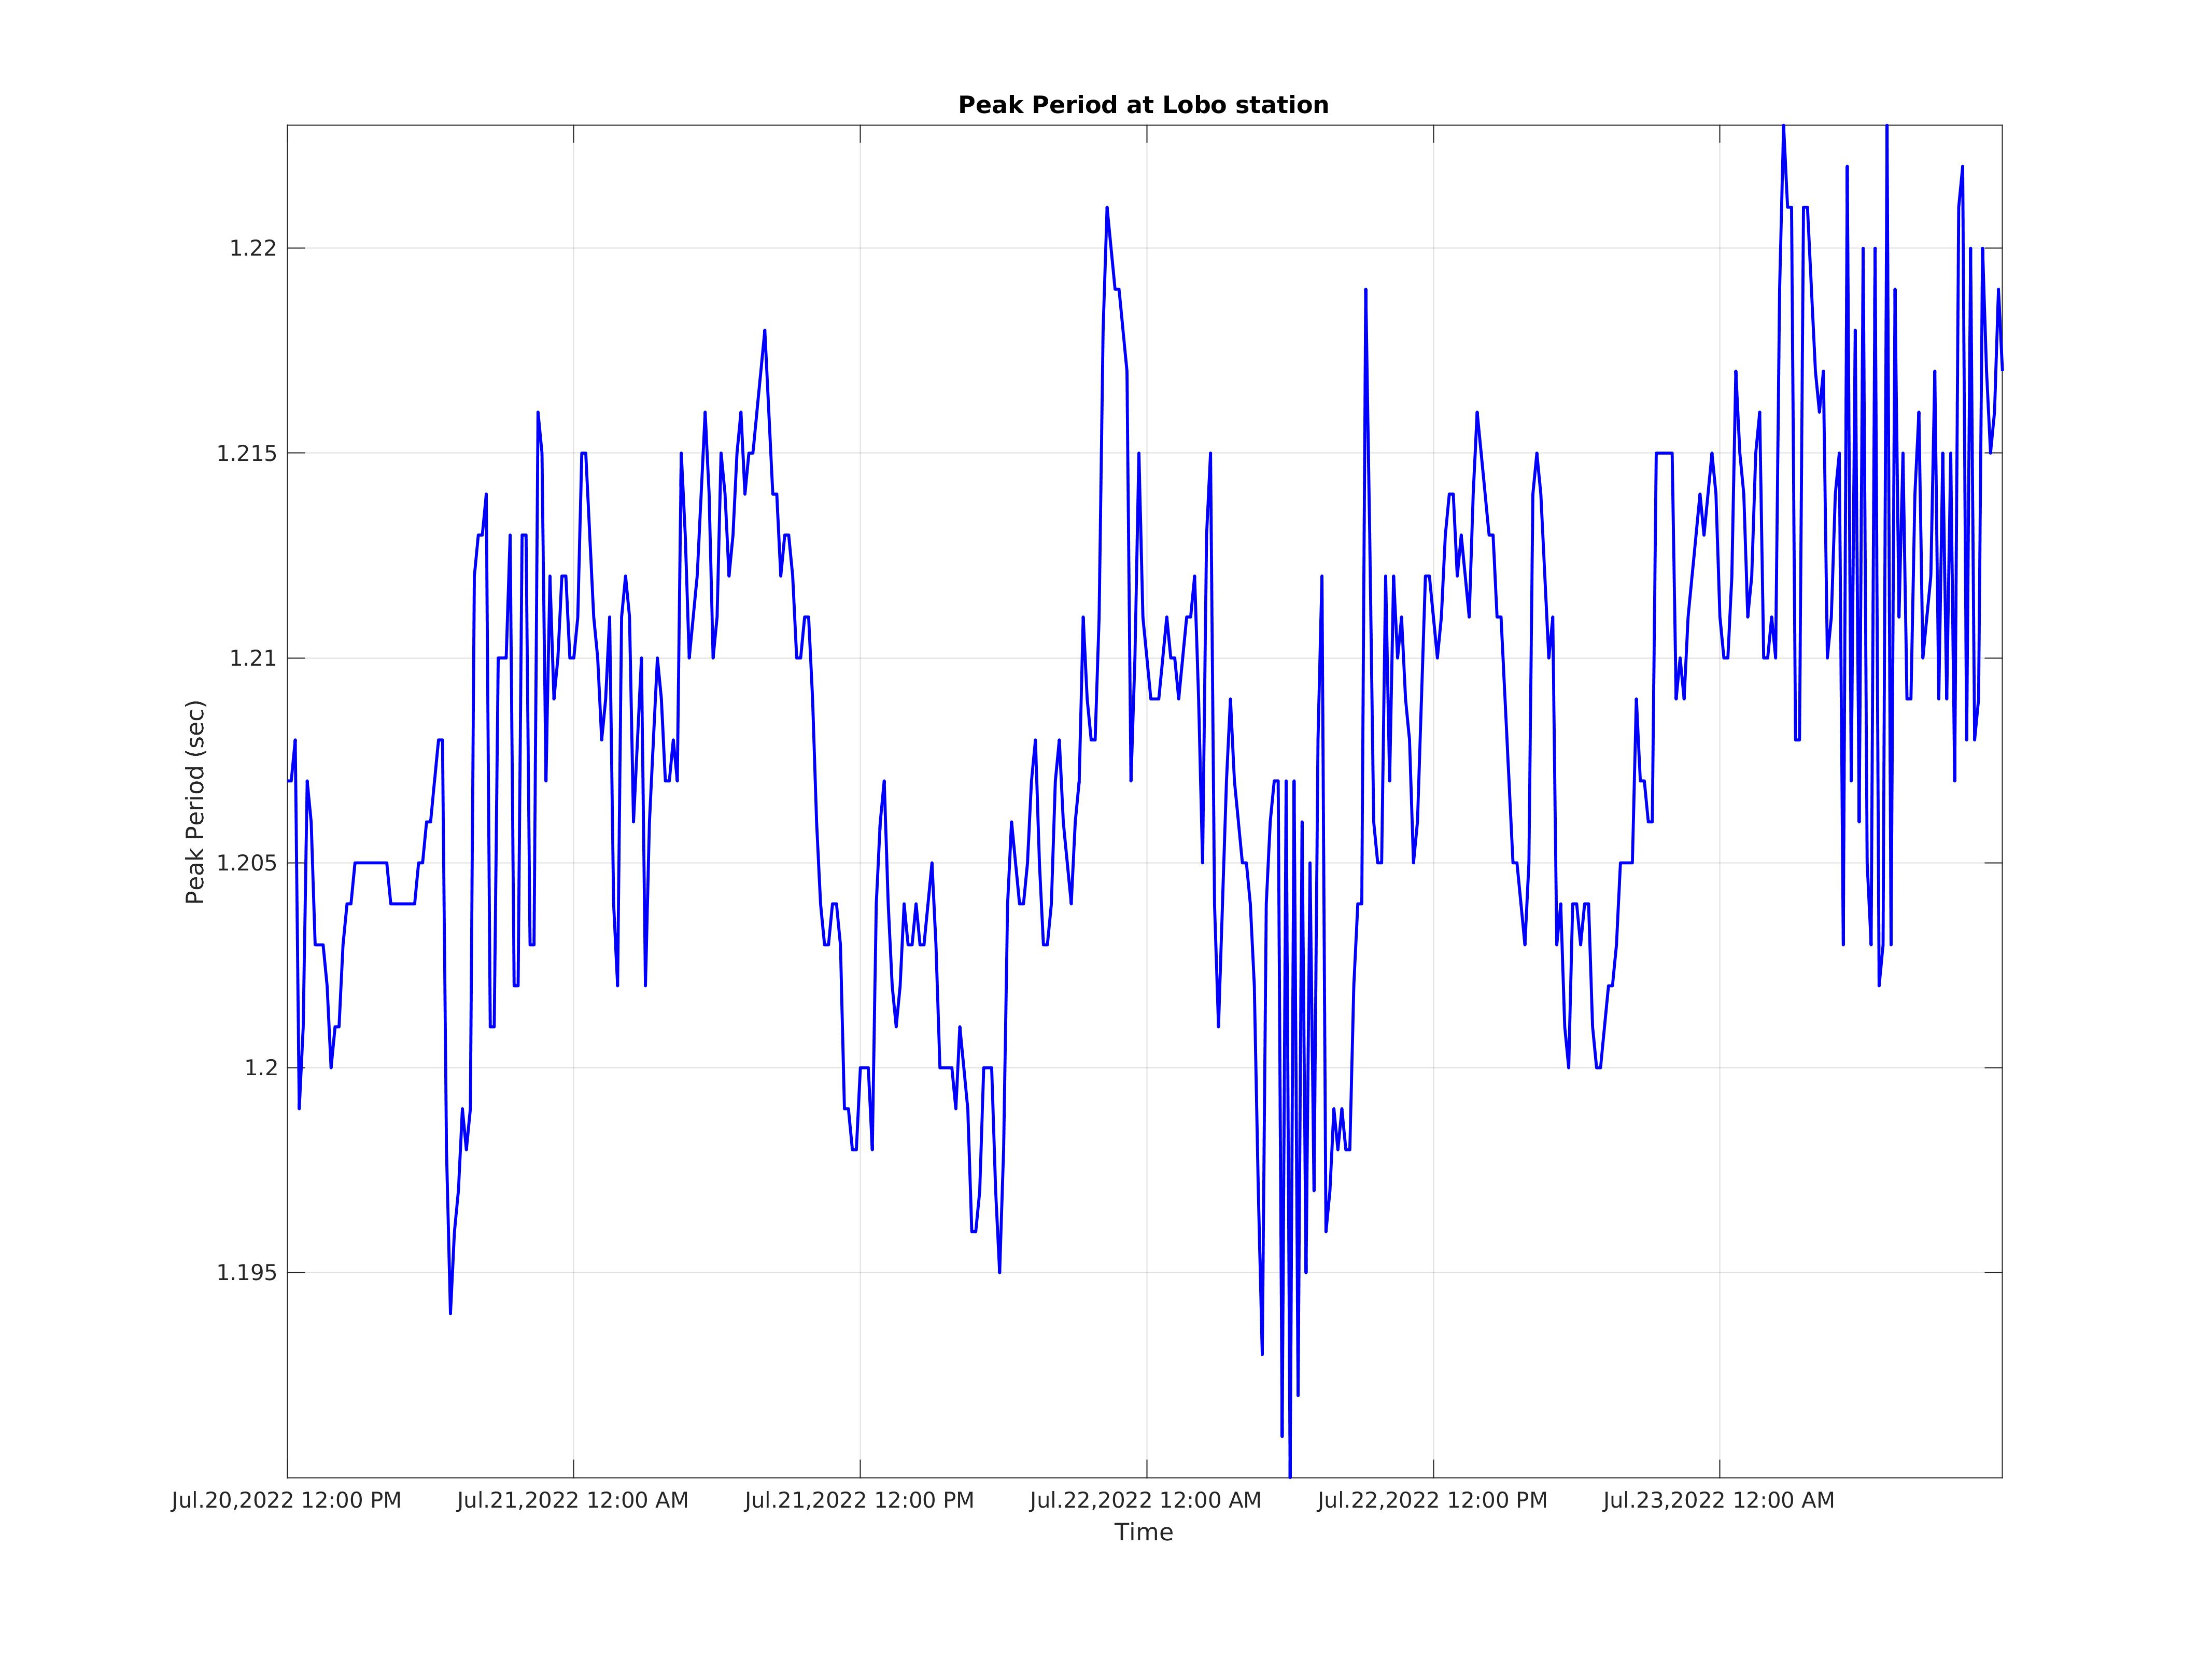 Peak Period at Lobo station
1.22
1.215
1.21
1.205
1.2
1.195
Peak Period (sec)
Jul.20,2022 12:00 PM
Jul.21,2022 12:00 AM
Jul.21,2022 12:00 PM
Jul.22,2022 12:00 AM
Jul.22,2022 12:00 PM
Jul.23,2022 12:00 AM
Time